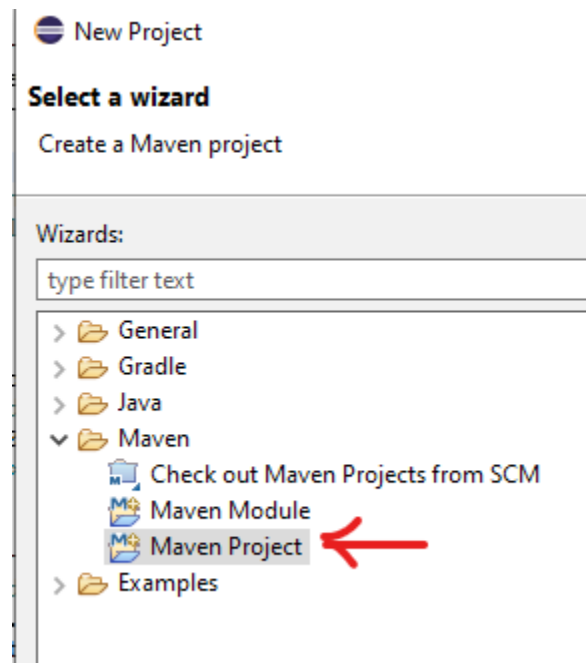 New Project
Select a wizard
Create a Maven project
Wizards:
type filter text
General
Gradle
Java
Maven
Check out Maven Projects from SCM
Maven Module
Maven Project
Examples